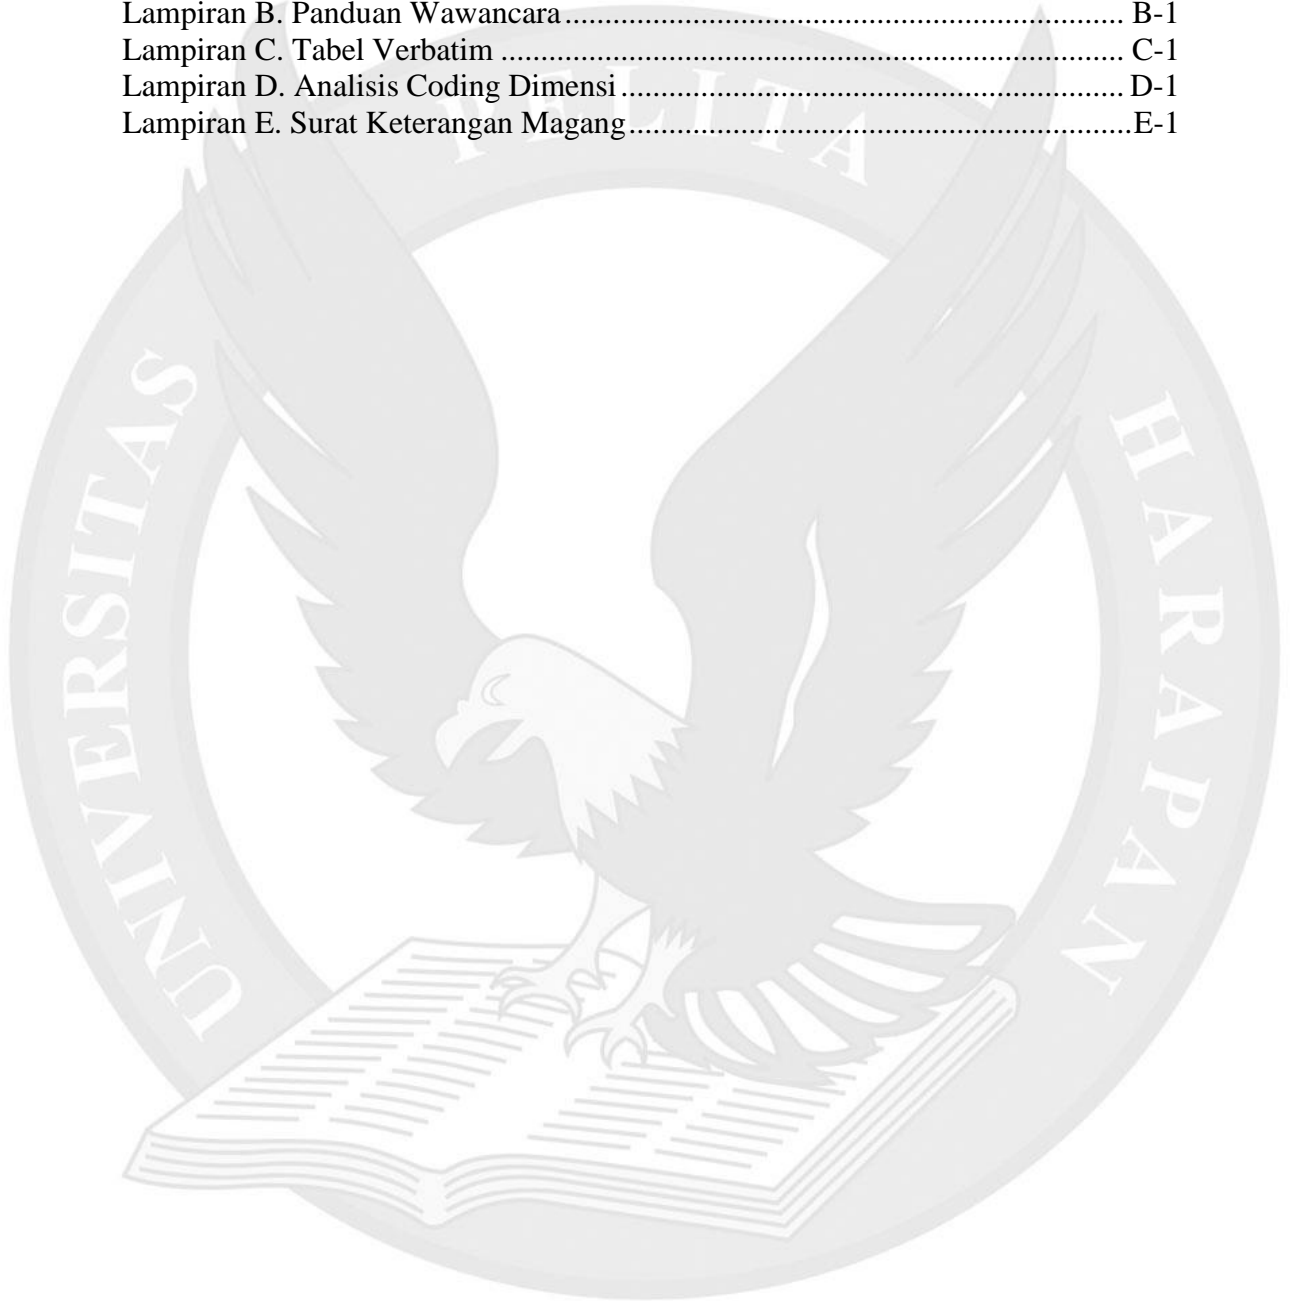 Lampiran B. Panduan Wawancara ..................................................................... B-1
Lampiran C. Tabel Verbatim ............................................................................. C-1
Lampiran D. Analisis Coding Dimensi .............................................................. D-1
Lampiran E. Surat Keterangan Magang..............................................................E-1
UNIVERSITAS PELITA HARAPAN